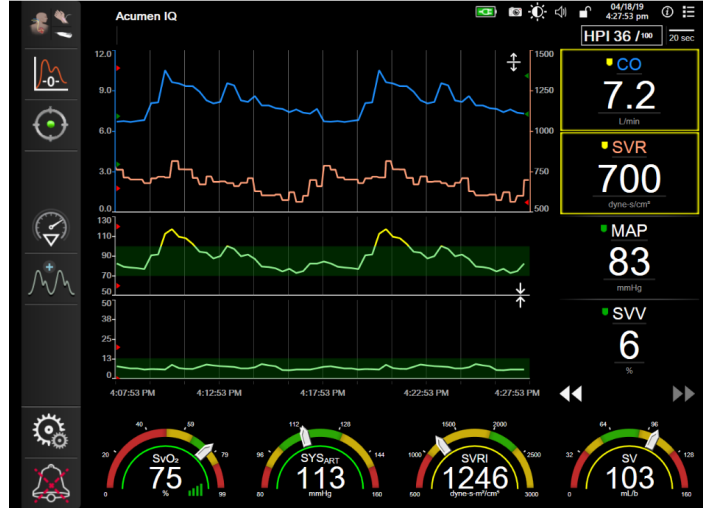 Acumen IQ
04/18/19
4:27:53 pm
HPI 36 /100
20 sec
-0-
12.0
9.0
6.0
3.0
0.0
1500
1250
1000
750
500
CO
7.2
L/min
SVR
700
dyne-s/cm⁵
130
110
90
70
50
MAP
83
mmHg
50
38
25
13
0
SVV
6
%
4:07:53 PM
4:12:53 PM
4:17:53 PM
4:22:53 PM
4:27:53 PM
0
20
40
59
79
99
SvO₂
75
%
80
96
112
128
144
160
SYSART
113
mmHg
500
1500
2000
2500
3000
SVRI
1246
dyne-s-m²/cm⁵
0
32
64
96
128
160
SV
103
mL/b